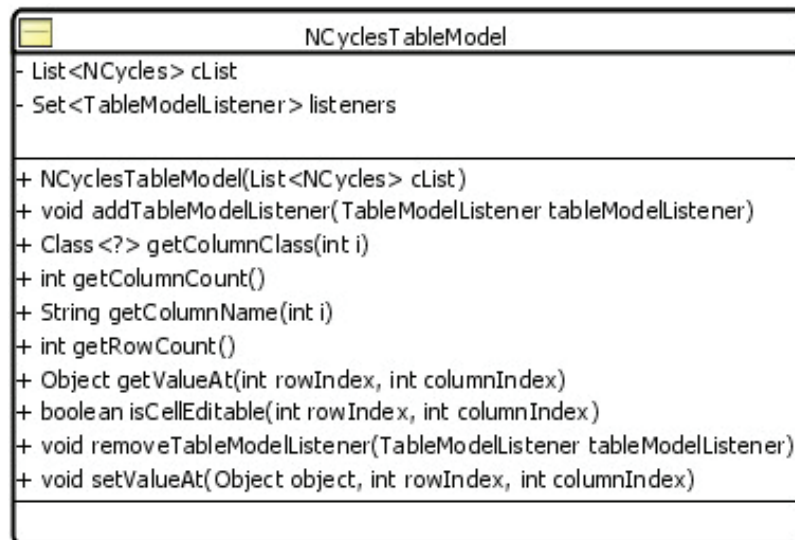 NCyclesTableModel
- List<NCycles> cList
- Set<TableModelListener> listeners
+ NCyclesTableModel(List<NCycles> cList)
+ void addTableModelListener(TableModelListener tableModelListener)
+ Class<?> getColumnClass(int i)
+ int getColumnCount()
+ String getColumnName(int i)
+ int getRowCount()
+ Object getValueAt(int rowIndex, int columnIndex)
+ boolean isCellEditable(int rowIndex, int columnIndex)
+ void removeTableModelListener(TableModelListener tableModelListener)
+ void setValueAt(Object object, int rowIndex, int columnIndex)